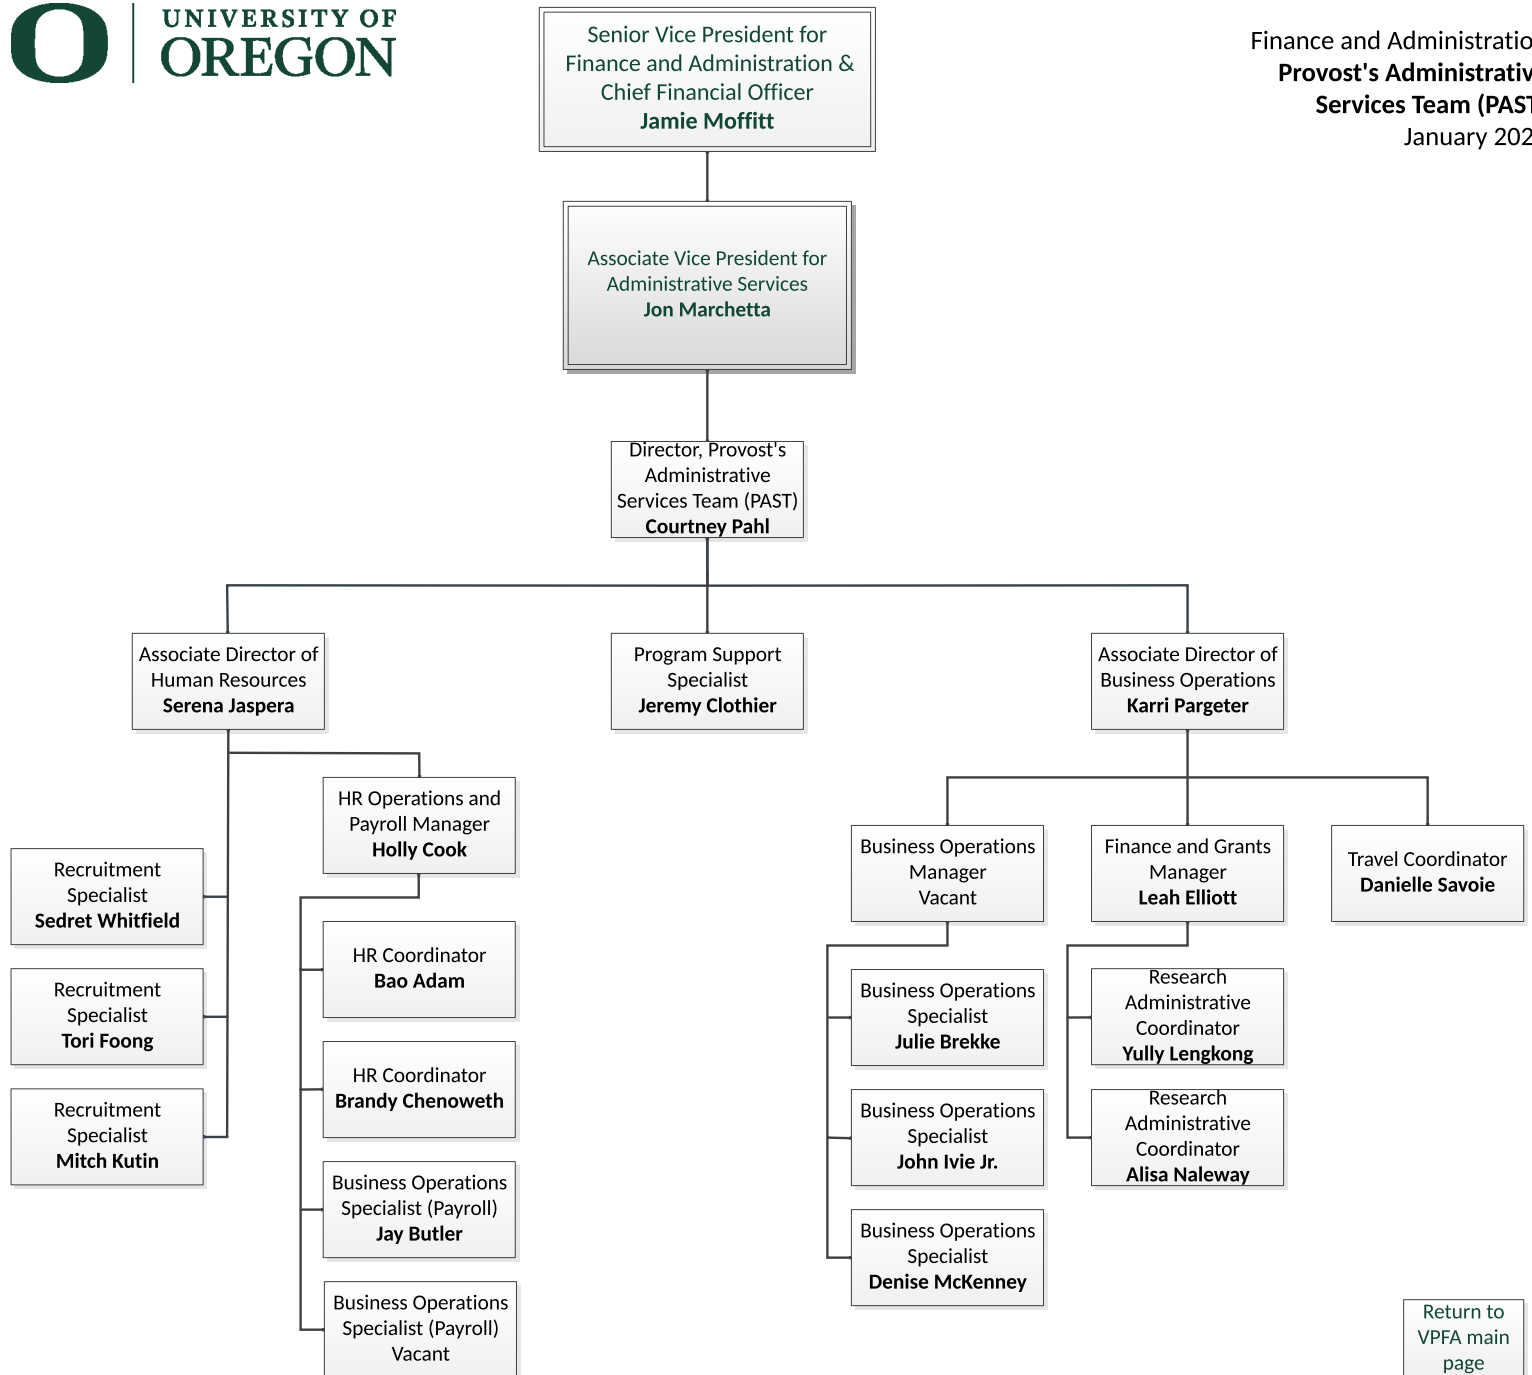 UNIVERSITY OF
OREGON
Senior Vice President for
Finance and Administration &
Chief Financial Officer
Jamie Moffitt
Finance and Administratio
Provost's Administrativ
Services Team (PAST
January 202
Associate Vice President for
Administrative Services
Jon Marchetta
Director, Provost's
Administrative
Services Team (PAST)
Courtney Pahl
Associate Director of
Human Resources
Serena Jaspera
Program Support
Specialist
Jeremy Clothier
Associate Director of
Business Operations
Karri Pargeter
HR Operations and
Payroll Manager
Holly Cook
Recruitment
Specialist
Sedret Whitfield
Recruitment
Specialist
Tori Foong
Recruitment
Specialist
Mitch Kutin
HR Coordinator
Bao Adam
HR Coordinator
Brandy Chenoweth
Business Operations
Specialist (Payroll)
Jay Butler
Business Operations
Specialist (Payroll)
Vacant
Business Operations
Manager
Vacant
Finance and Grants
Manager
Leah Elliott
Travel Coordinator
Danielle Savoie
Business Operations
Specialist
Julie Brekke
Business Operations
Specialist
John Ivie Jr.
Business Operations
Specialist
Denise McKenney
Research
Administrative
Coordinator
Yully Lengkong
Research
Administrative
Coordinator
Alisa Naleway
Return to
VPFA main
page